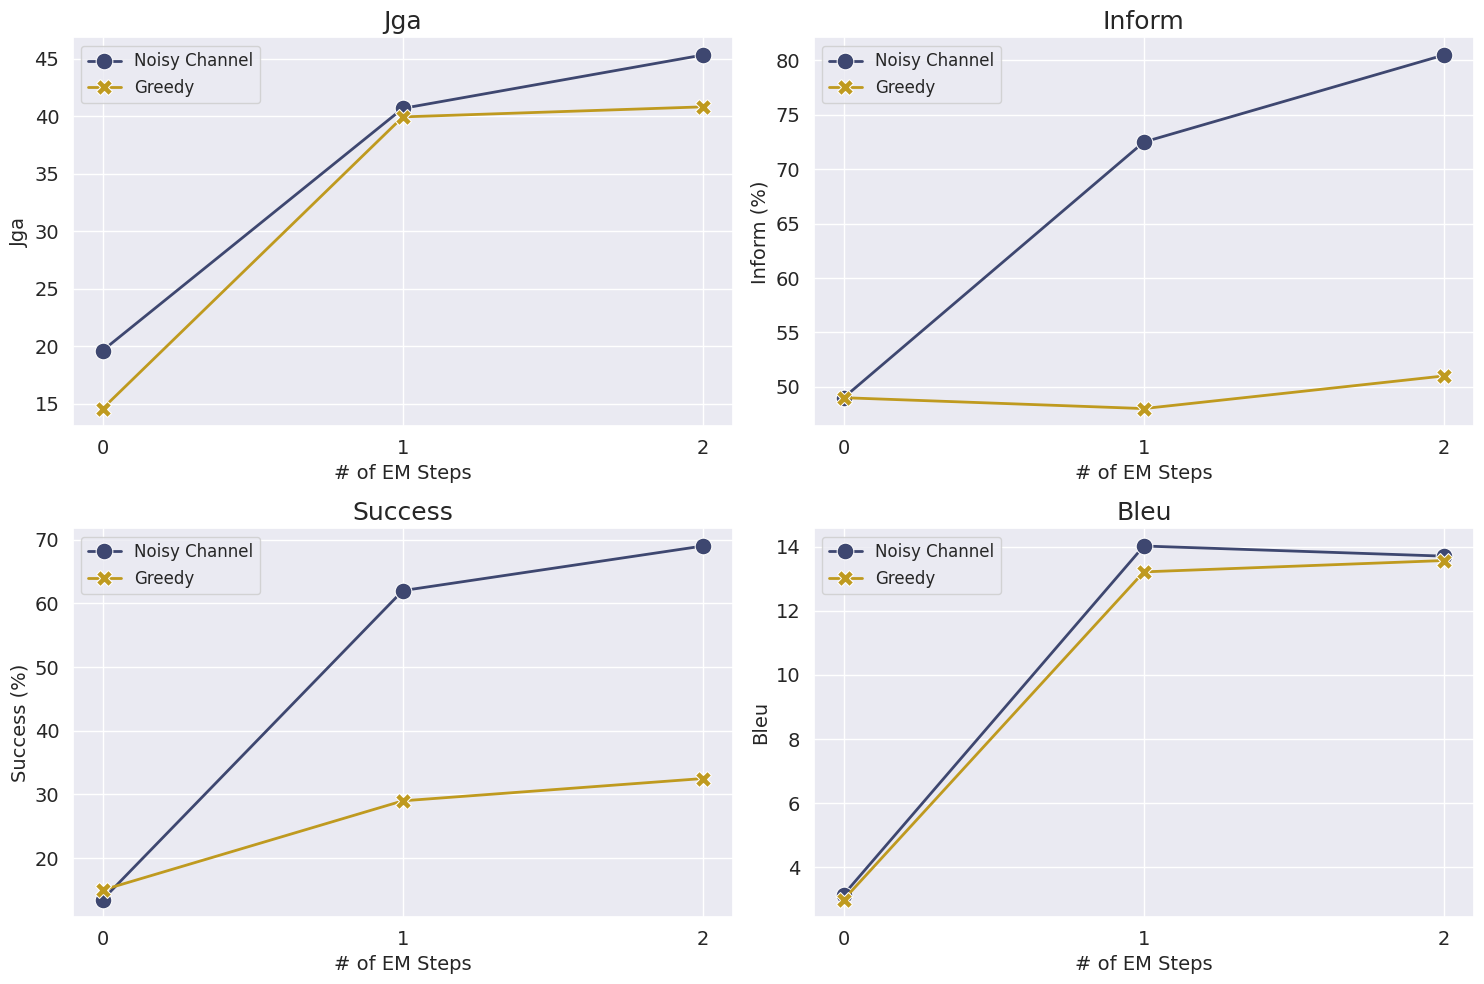 Jga
Noisy Channel
Greedy
45
40
35
30
25
20
15
Jga
0 1 2
# of EM Steps
Inform
Noisy Channel
Greedy
80
75
70
65
60
55
50
Inform (%)
0 1 2
# of EM Steps
Success
Noisy Channel
Greedy
70
60
50
40
30
20
Success (%)
0 1 2
# of EM Steps
Bleu
Noisy Channel
Greedy
14
12
10
8
6
4
Bleu
0 1 2
# of EM Steps